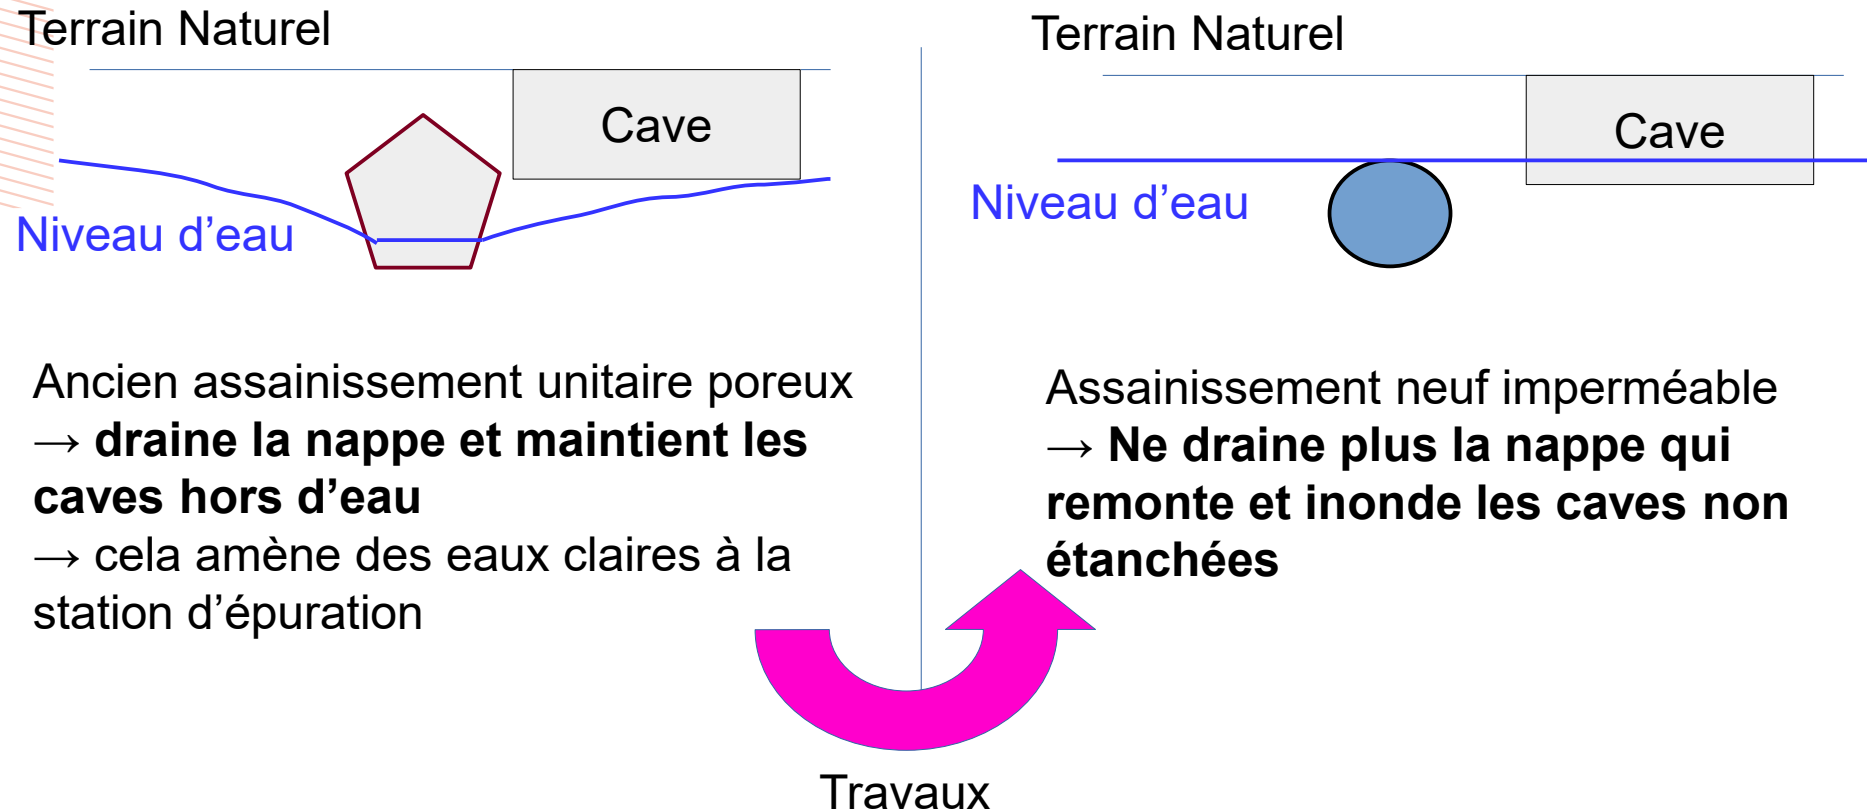 Terrain Naturel
Cave
Niveau d’eau
Ancien assainissement unitaire poreux
→ draine la nappe et maintient les
caves hors d’eau
→ cela amène des eaux claires à la
station d’épuration
Terrain Naturel
Cave
Niveau d’eau
Assainissement neuf imperméable
→ Ne draine plus la nappe qui
remonte et inonde les caves non
étanchées
Travaux